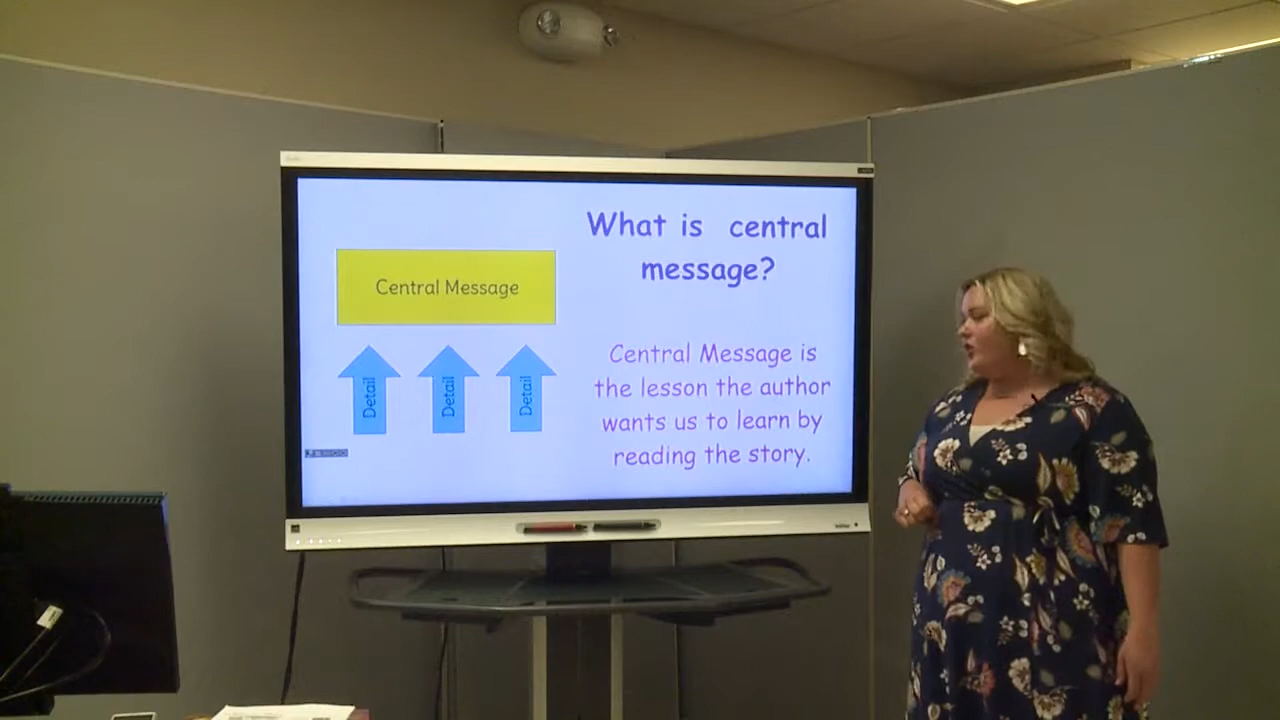 What is central
message?
Central Message
Detail
Detail
Detail
Central Message is
the lesson the author
wants us to learn by
reading the story.